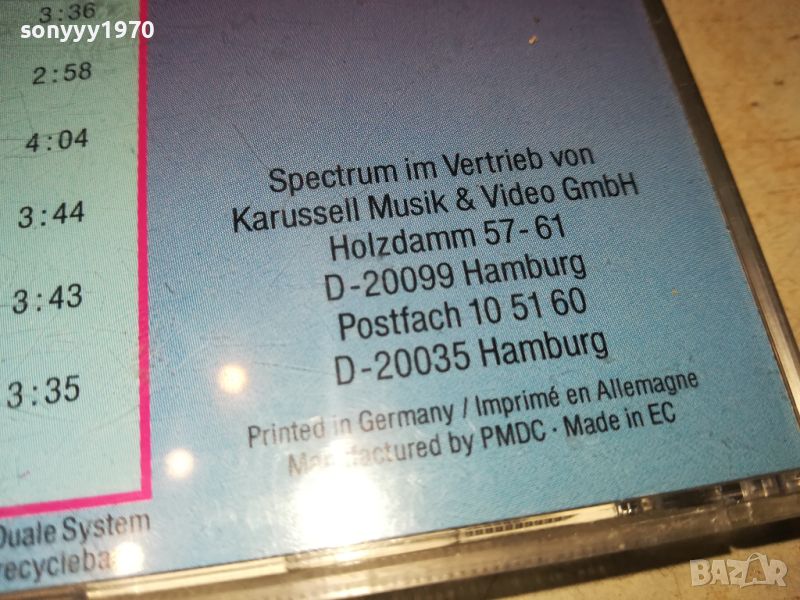 sonyyy1970
3:36
2:58
4:04
3:44
3:43
3:35
Spectrum im Vertrieb von
Karussell Musik & Video GmbH
Holzdamm 57-61
D-20099 Hamburg
Postfach 10 51 60
D-20035 Hamburg
Printed in Germany / Imprimé en Allemagne
Manufactured by PMDC · Made in EC
Duale System
recycleba
BAZAR